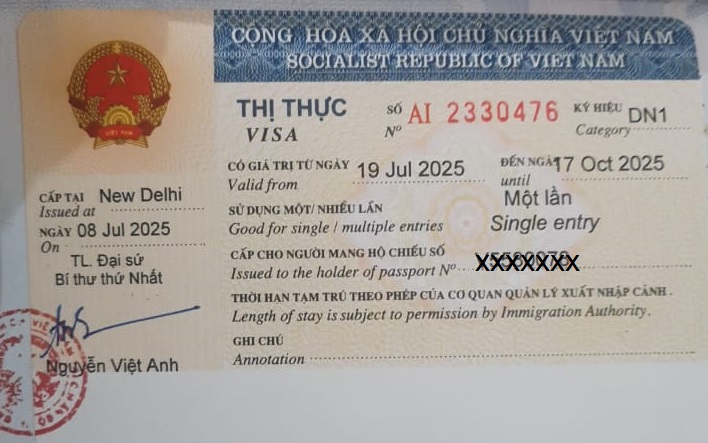 CỘNG HÒA XÃ HỘI CHỦ NGHĨA VIỆT NAM
SOCIALIST REPUBLIC OF VIET NAM
VIỆT NAM
THỊ THỰC
VISA
SỐ AI 2330476
Nº
KÝ HIỆU DN1
Category
CÓ GIÁ TRỊ TỪ NGÀY 19 Jul 2025
Valid from
ĐẾN NGÀ 17 Oct 2025
until
SỬ DỤNG MỘT/ NHIỀU LẦN Một lần
Good for single / multiple entries Single entry
CẤP CHO NGƯỜI MANG HỘ CHIẾU SỐ
Issued to the holder of passport Nº XXXXXXX
THỜI HẠN TẠM TRÚ THEO PHÉP CỦA CƠ QUAN QUẢN LÝ XUẤT NHẬP CẢNH.
Length of stay is subject to permission by Immigration Authority.
GHI CHÚ
Annotation
CẤP TẠI New Delhi
Issued at
NGÀY 08 Jul 2025
On
TL. Đại sứ
Bí thư thứ Nhất
Nguyễn Việt Anh